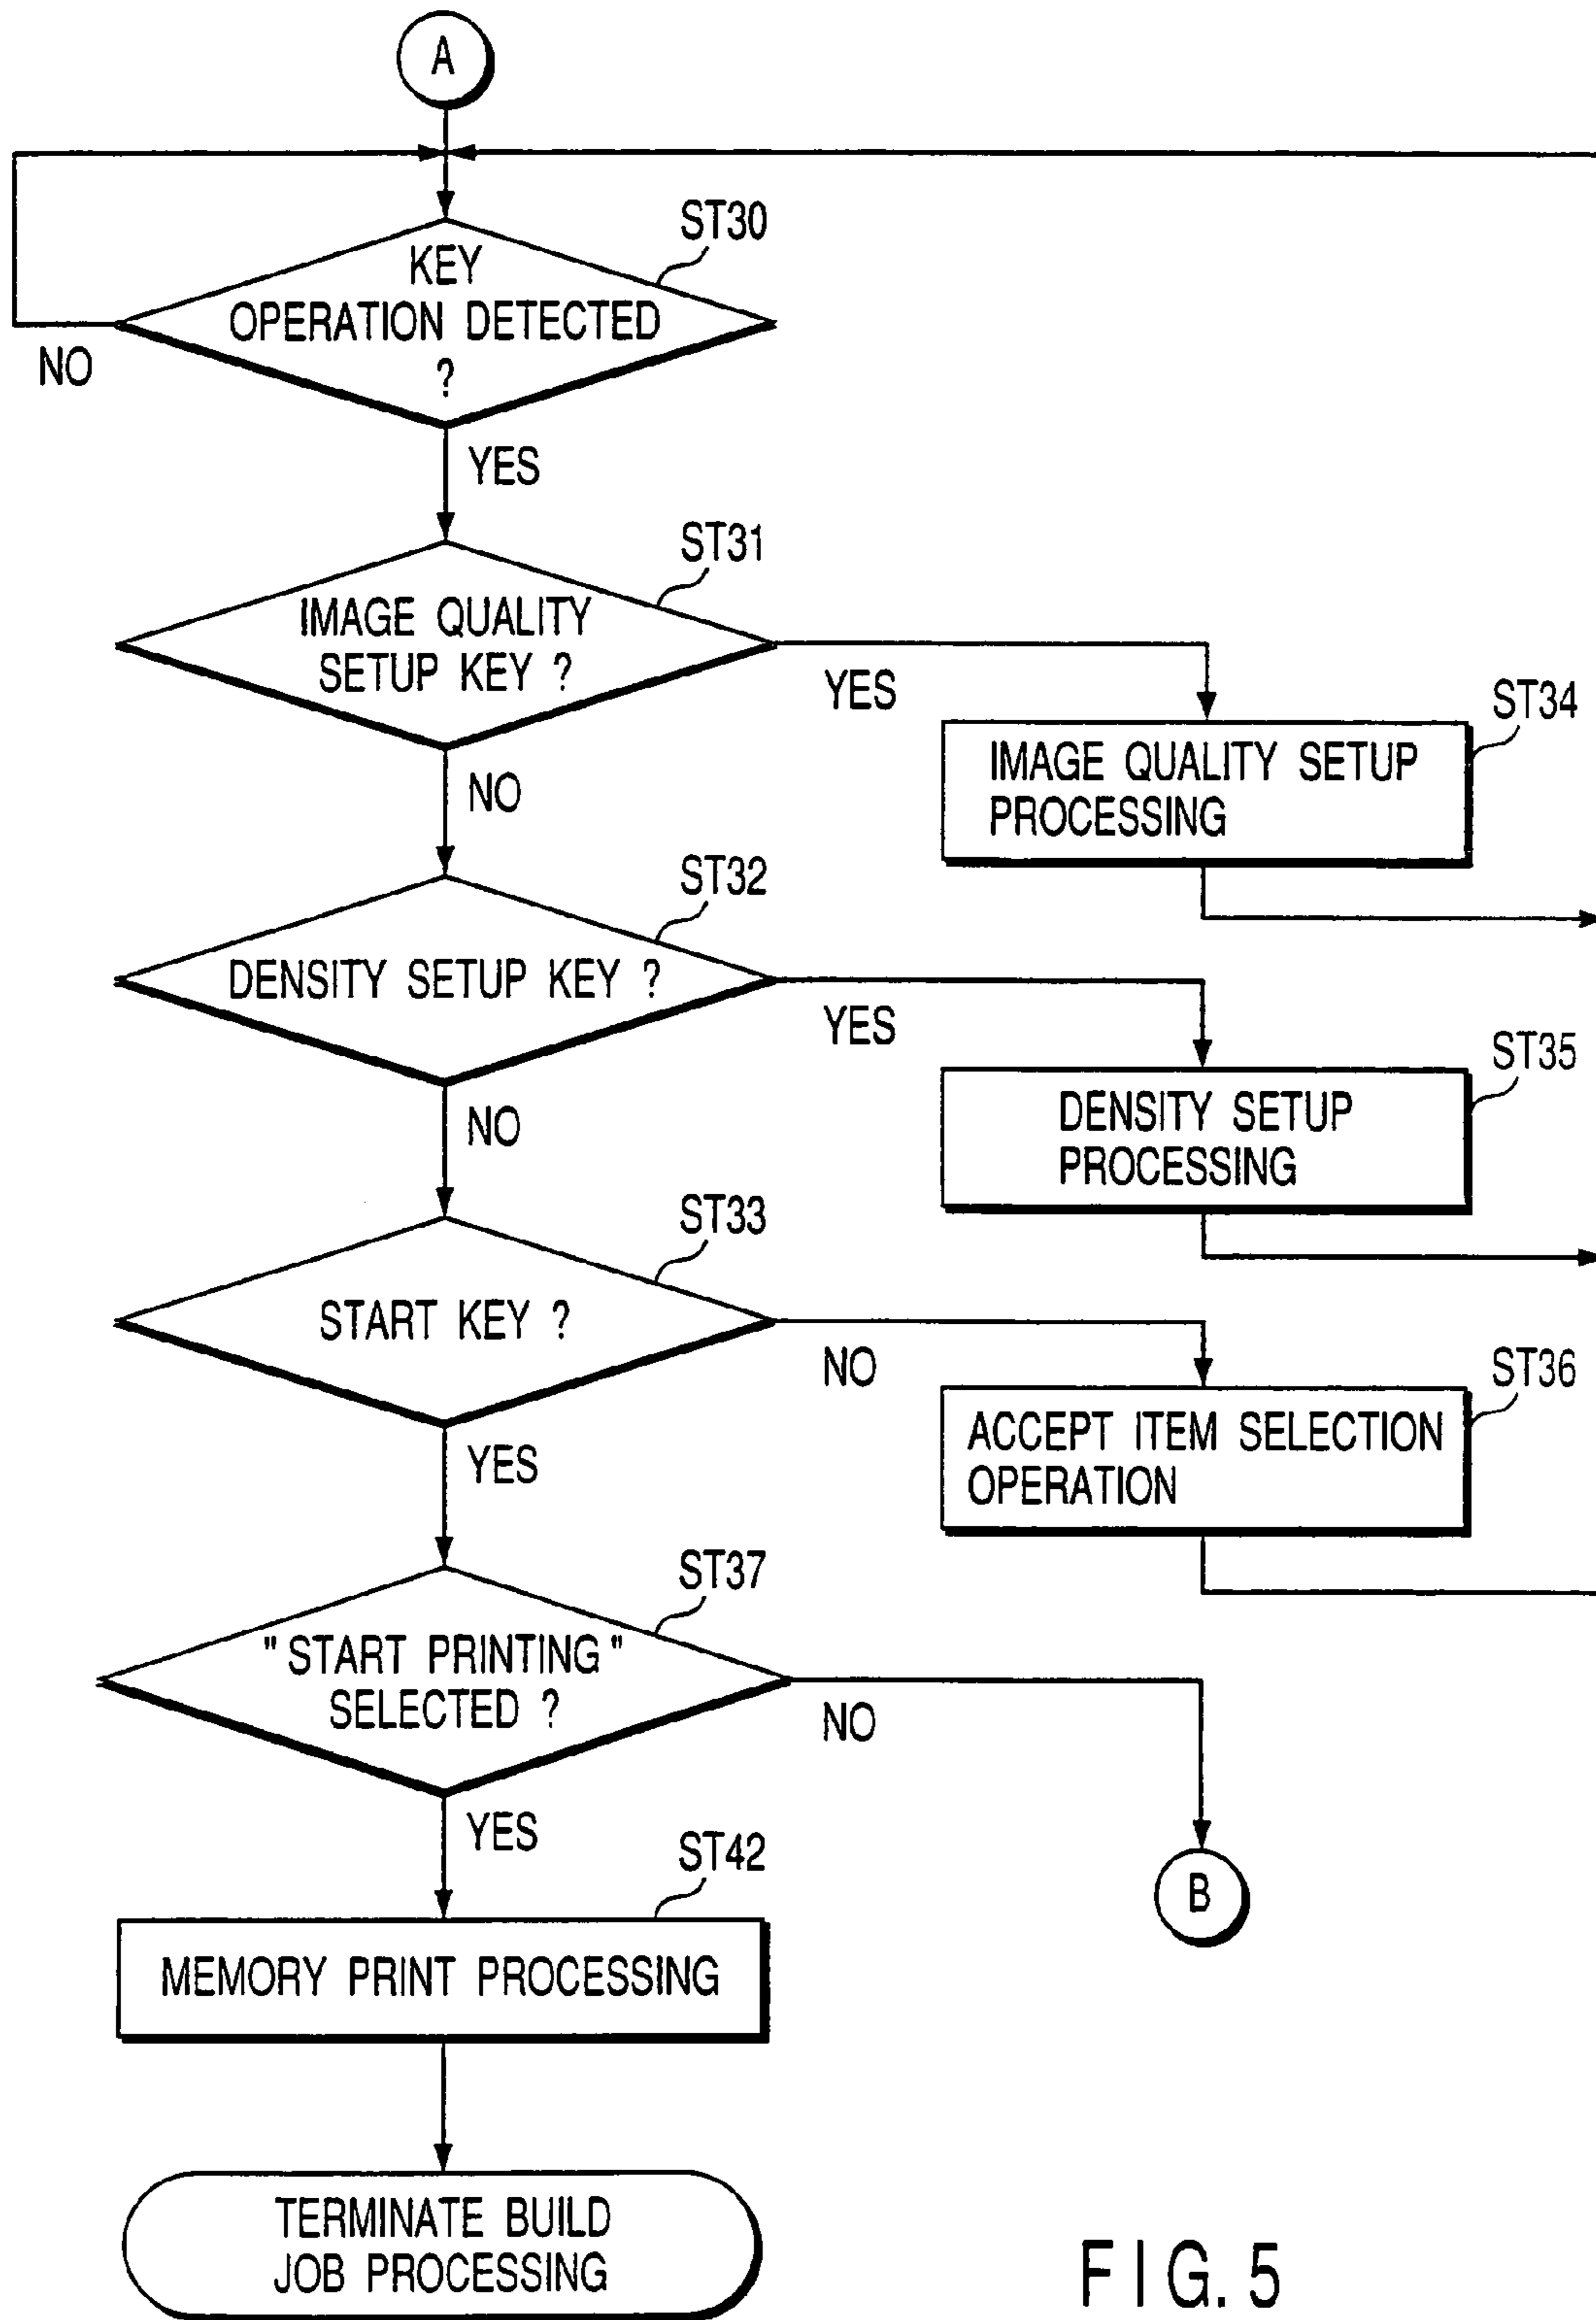 A
ST30
KEY
OPERATION DETECTED
?
NO
YES
ST31
IMAGE QUALITY
SETUP KEY ?
YES
ST34
IMAGE QUALITY SETUP
PROCESSING
NO
ST32
DENSITY SETUP KEY ?
YES
ST35
DENSITY SETUP
PROCESSING
NO
ST33
START KEY ?
NO
ST36
ACCEPT ITEM SELECTION
OPERATION
YES
ST37
"START PRINTING"
SELECTED ?
NO
YES
B
ST42
MEMORY PRINT PROCESSING
TERMINATE BUILD
JOB PROCESSING
FIG. 5